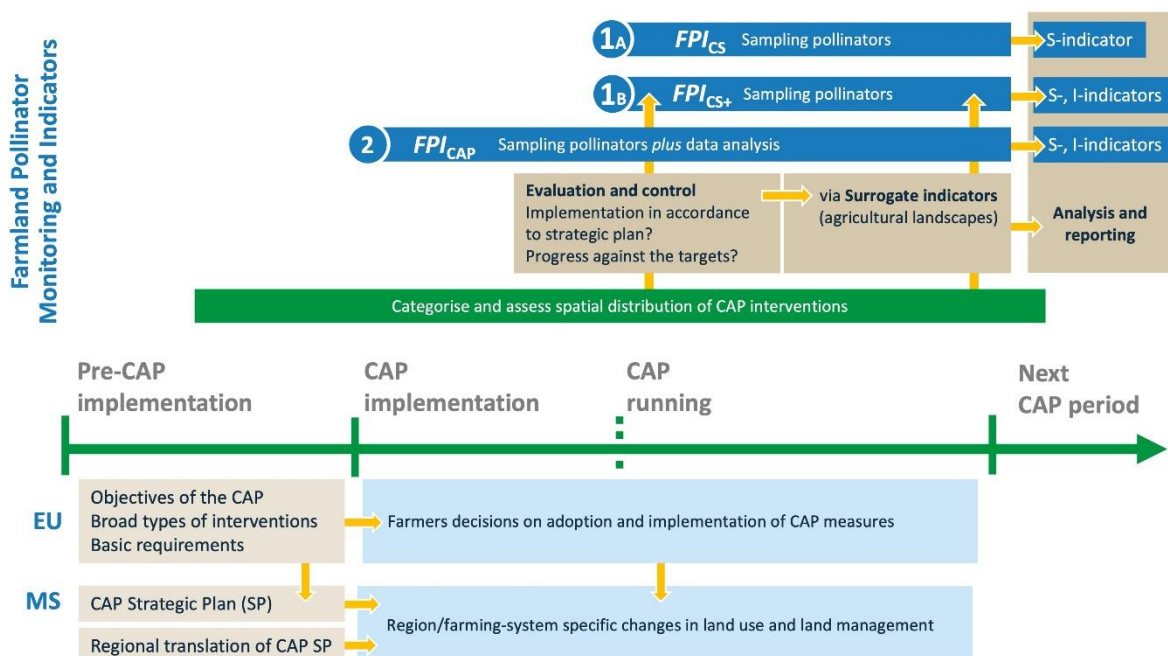 Farmland Pollinator
Monitoring and Indicators
1A FPICS Sampling pollinators
S-indicator
1B FPICS+ Sampling pollinators
S-, I-indicators
2 FPICAP Sampling pollinators plus data analysis
S-, I-indicators
Evaluation and control
Implementation in accordance
to strategic plan?
Progress against the targets?
via Surrogate indicators
(agricultural landscapes)
Analysis and
reporting
Categorise and assess spatial distribution of CAP interventions
Pre-CAP
implementation
CAP
implementation
CAP
running
Next
CAP period
EU
Objectives of the CAP
Broad types of interventions
Basic requirements
Farmers decisions on adoption and implementation of CAP measures
MS
CAP Strategic Plan (SP)
Regional translation of CAP SP
Region/farming-system specific changes in land use and land management